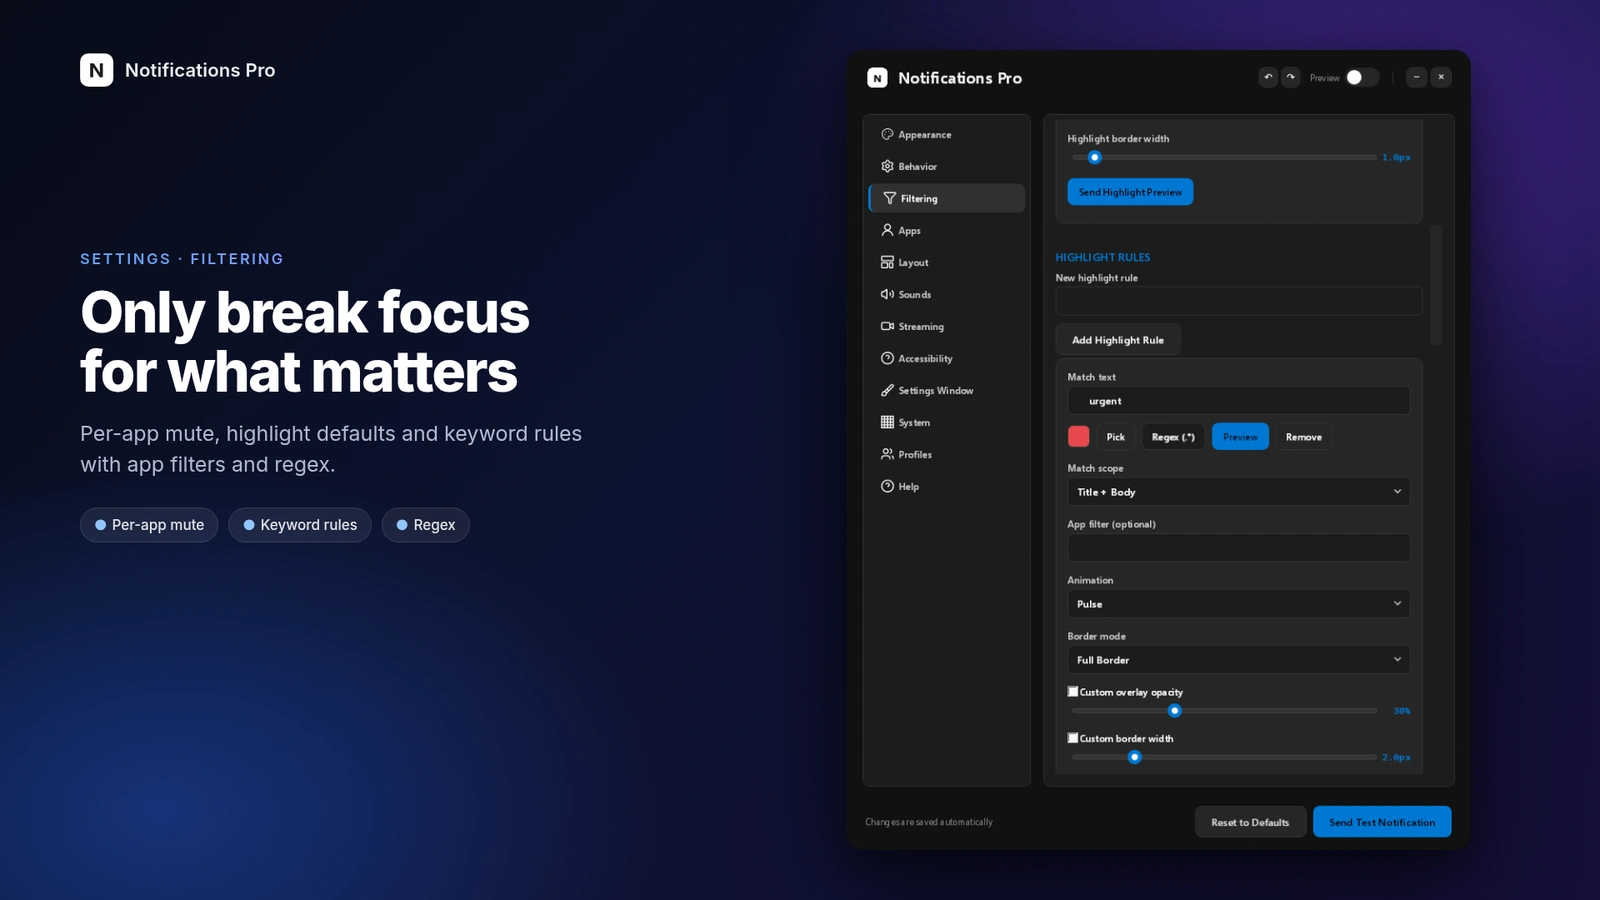 N Notifications Pro
SETTINGS · FILTERING
Only break focus
for what matters
Per-app mute, highlight defaults and keyword rules
with app filters and regex.
Per-app mute
Keyword rules
Regex
N Notifications Pro
Preview
Appearance
Behavior
Filtering
Apps
Layout
Sounds
Streaming
Accessibility
Settings Window
System
Profiles
Help
Highlight border width
1.0px
Send Highlight Preview
HIGHLIGHT RULES
New highlight rule
Add Highlight Rule
Match text
urgent
Pick
Regex (.*)
Preview
Remove
Match scope
Title + Body
App filter (optional)
Animation
Pulse
Border mode
Full Border
Custom overlay opacity
30%
Custom border width
2.0px
Changes are saved automatically
Reset to Defaults
Send Test Notification